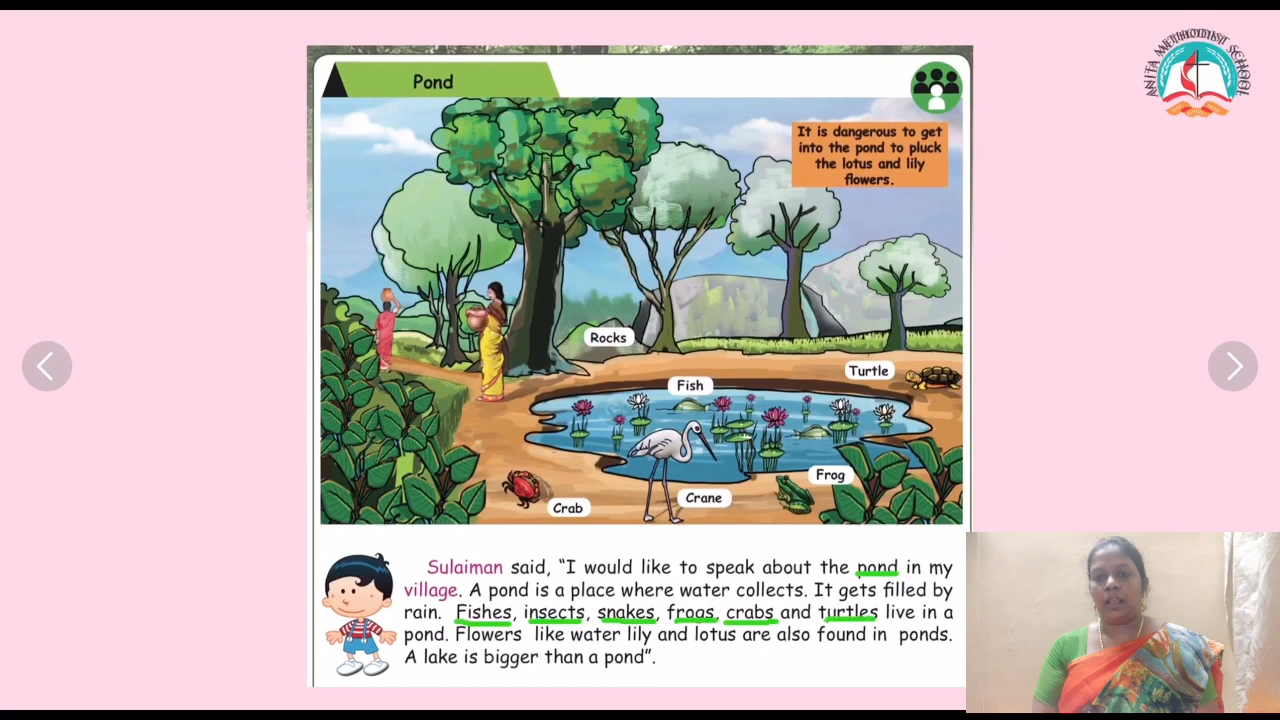 ANITA METHODIST SCHOOL
Pond
It is dangerous to get
into the pond to pluck
the lotus and lily
flowers.
Rocks
Turtle
Fish
Frog
Crane
Crab
Sulaiman said, “I would like to speak about the pond in my
village. A pond is a place where water collects. It gets filled by
rain. Fishes, insects, snakes, frogs, crabs and turtles live in a
pond. Flowers like water lily and lotus are also found in ponds.
A lake is bigger than a pond”.